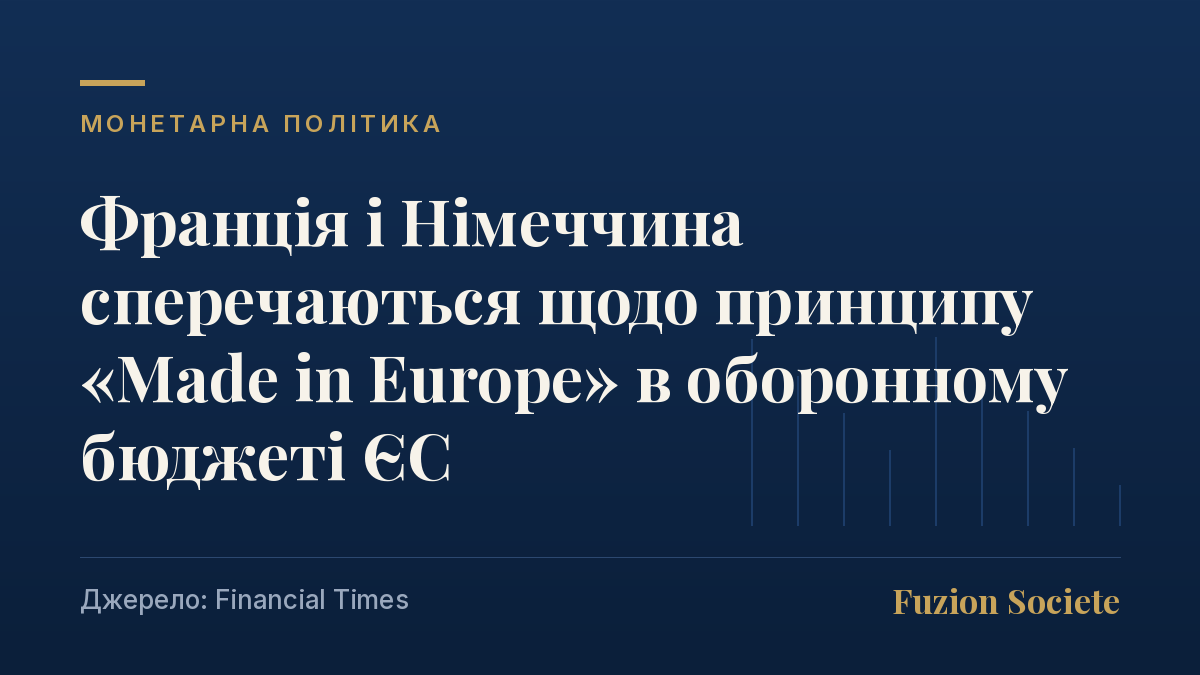 МОНЕТАРНА ПОЛІТИКА
Франція і Німеччина
сперечаються щодо принципу
«Made in Europe» в оборонному
бюджеті ЄС
Джерело: Financial Times
Fuzion Societe